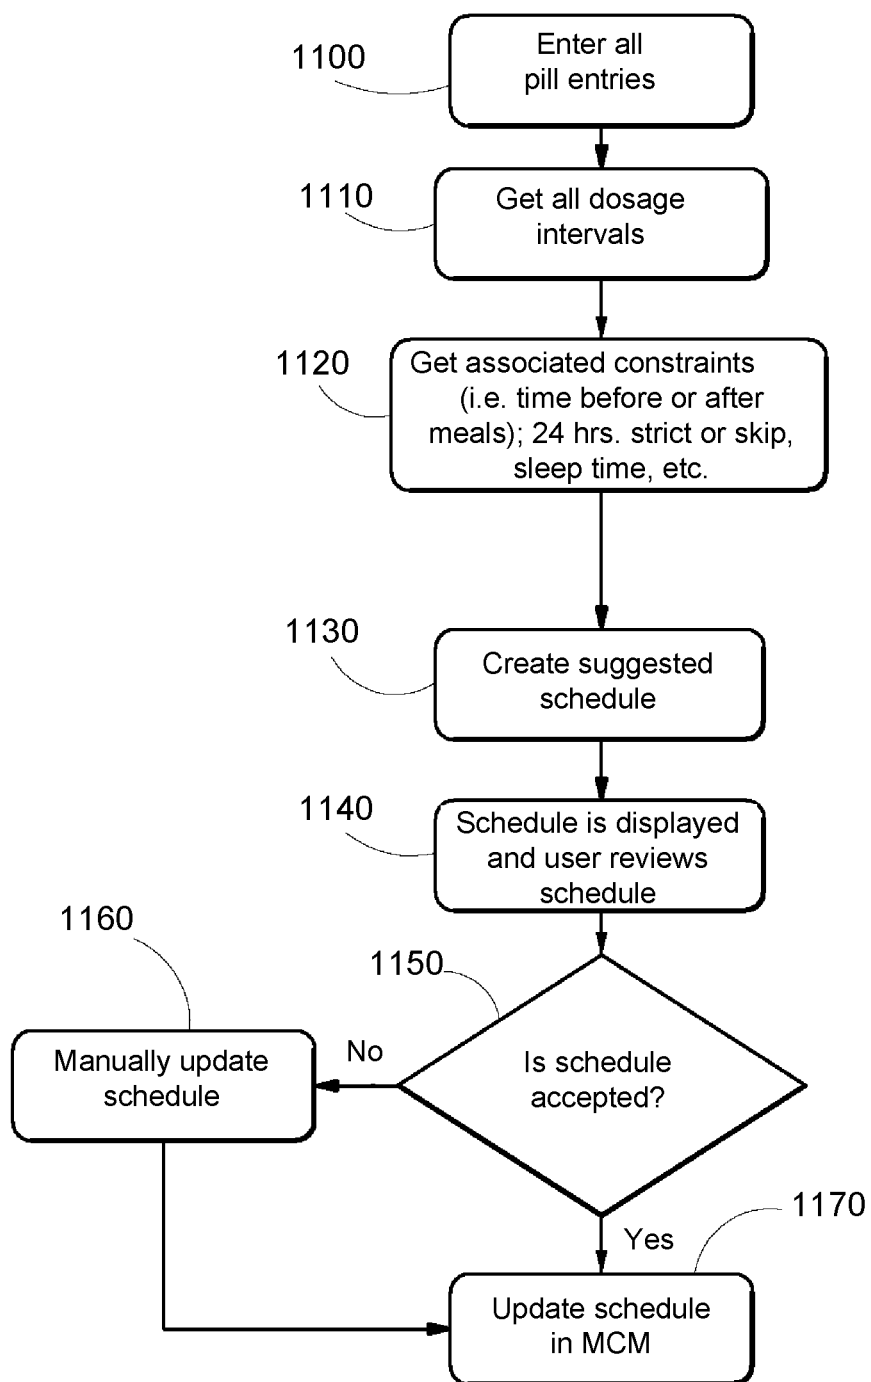 1100
Enter all
pill entries
1110
Get all dosage
intervals
1120
Get associated constraints
(i.e. time before or after
meals); 24 hrs. strict or skip,
sleep time, etc.
1130
Create suggested
schedule
1140
Schedule is displayed
and user reviews
schedule
1150
Is schedule
accepted?
No
1160
Manually update
schedule
Yes
1170
Update schedule
in MCM